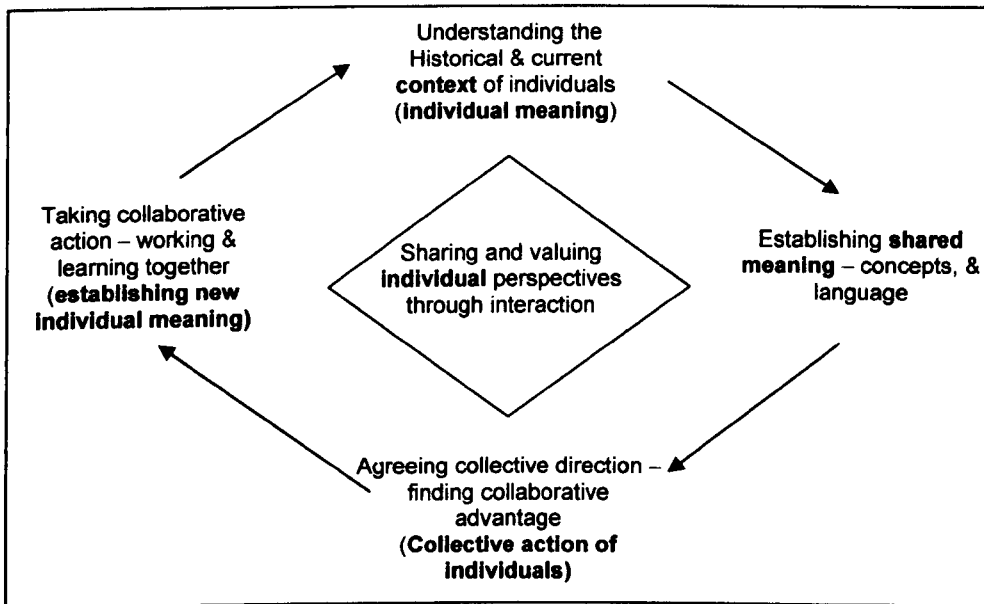 Understanding the
Historical & current
context of individuals
(individual meaning)
Establishing shared
meaning – concepts, &
language
Agreeing collective direction –
finding collaborative
advantage
(Collective action of
individuals)
Taking collaborative
action – working &
learning together
(establishing new
individual meaning)
Sharing and valuing
individual perspectives
through interaction